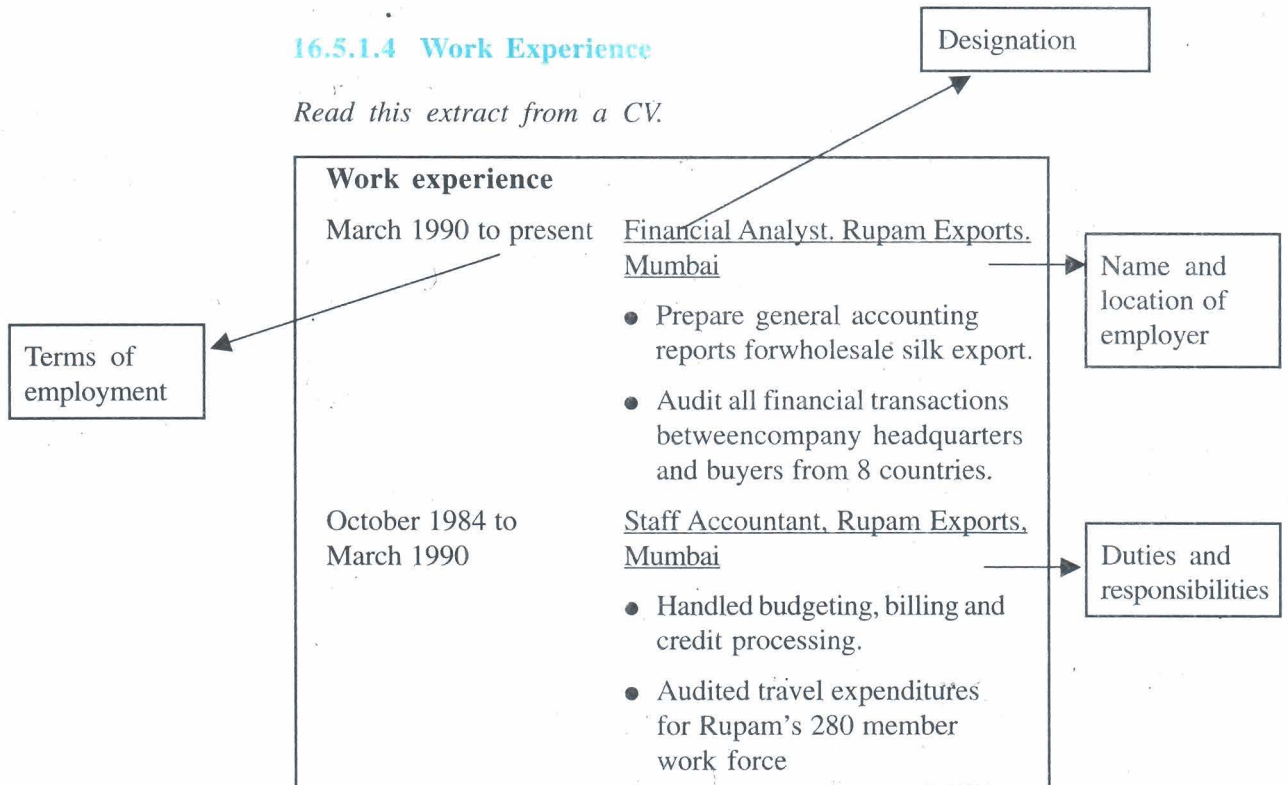 16.5.1.4 Work Experience
Designation
Read this extract from a CV.
Work experience
March 1990 to present
Financial Analyst. Rupam Exports.
Mumbai
Name and
location of
employer
Terms of
employment
● Prepare general accounting
reports forwholesale silk export.
● Audit all financial transactions
betweencompany headquarters
and buyers from 8 countries.
October 1984 to
March 1990
Staff Accountant, Rupam Exports,
Mumbai
Duties and
responsibilities
● Handled budgeting, billing and
credit processing.
● Audited travel expenditures
for Rupam's 280 member
work force